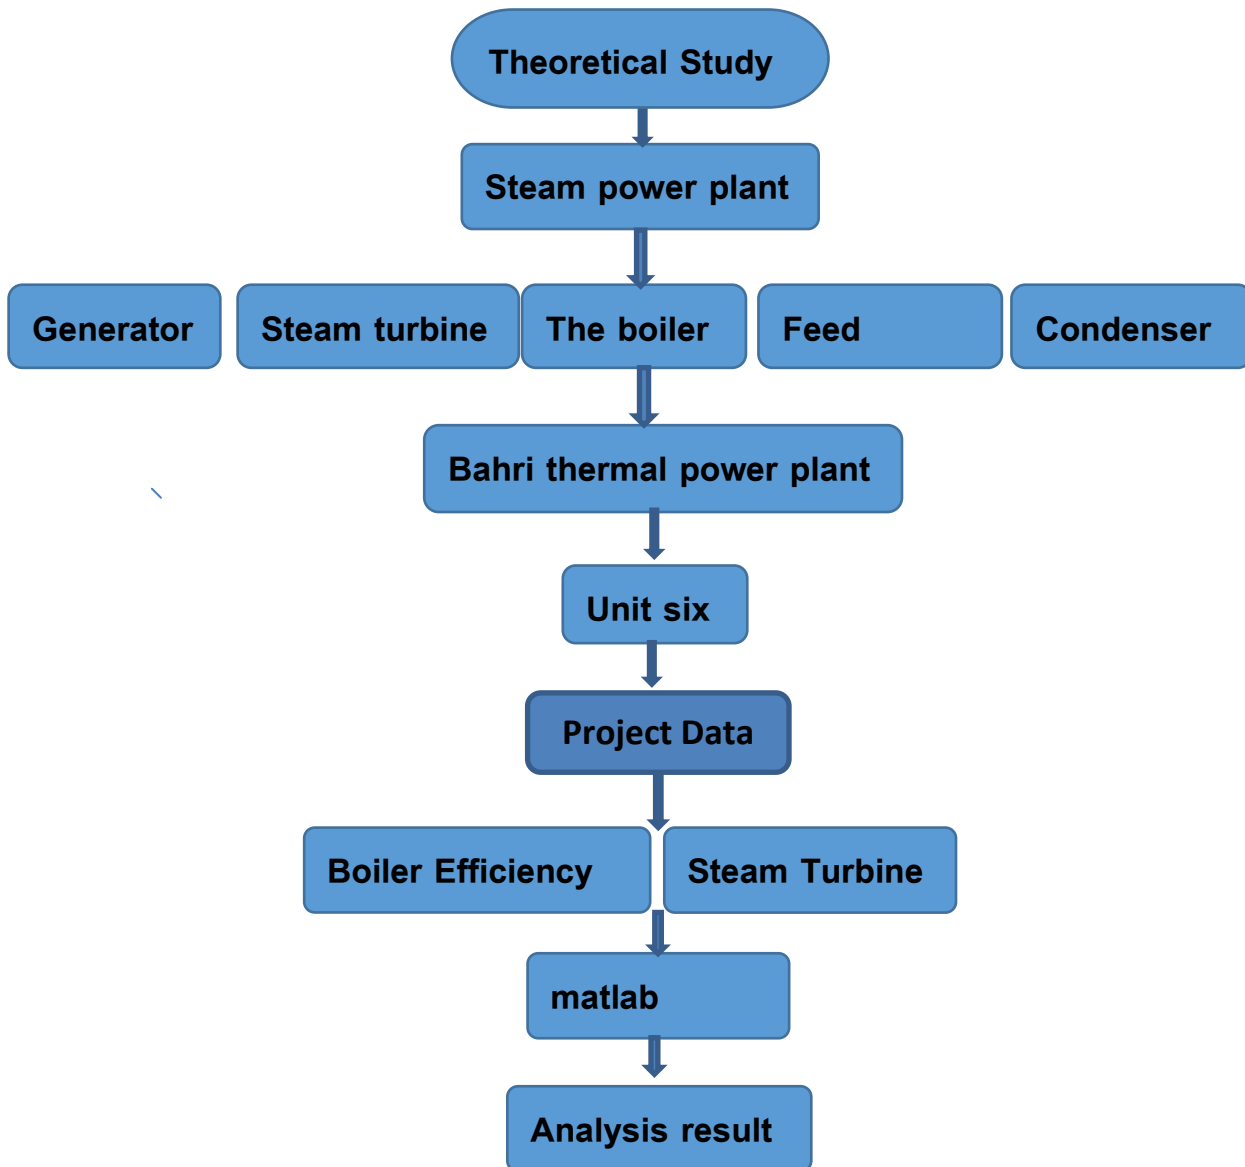 Theoretical Study
Steam power plant
Generator
Steam turbine
The boiler
Feed
Condenser
Bahri thermal power plant
Unit six
Project Data
Boiler Efficiency
Steam Turbine
matlab
Analysis result